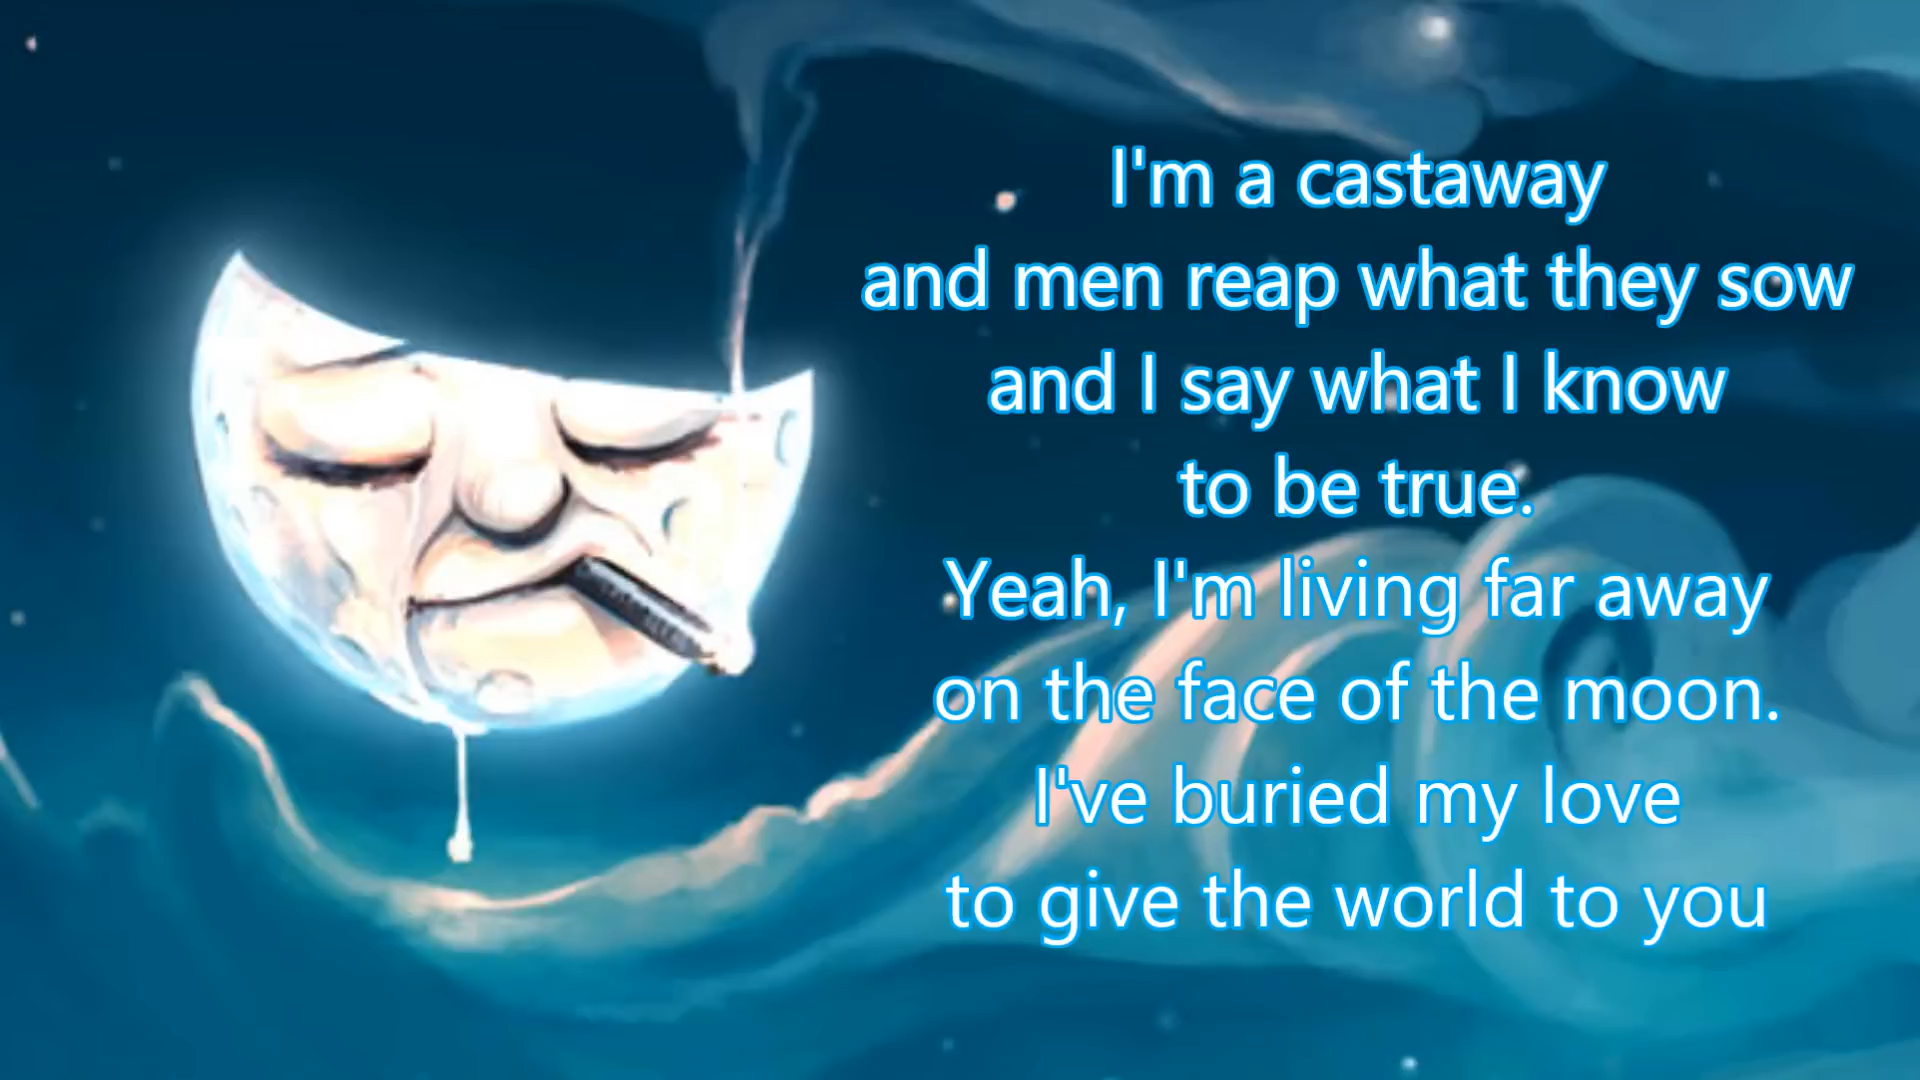 I'm a castaway
and men reap what they sow
and I say what I know
to be true.
Yeah, I'm living far away
on the face of the moon.
I've buried my love
to give the world to you